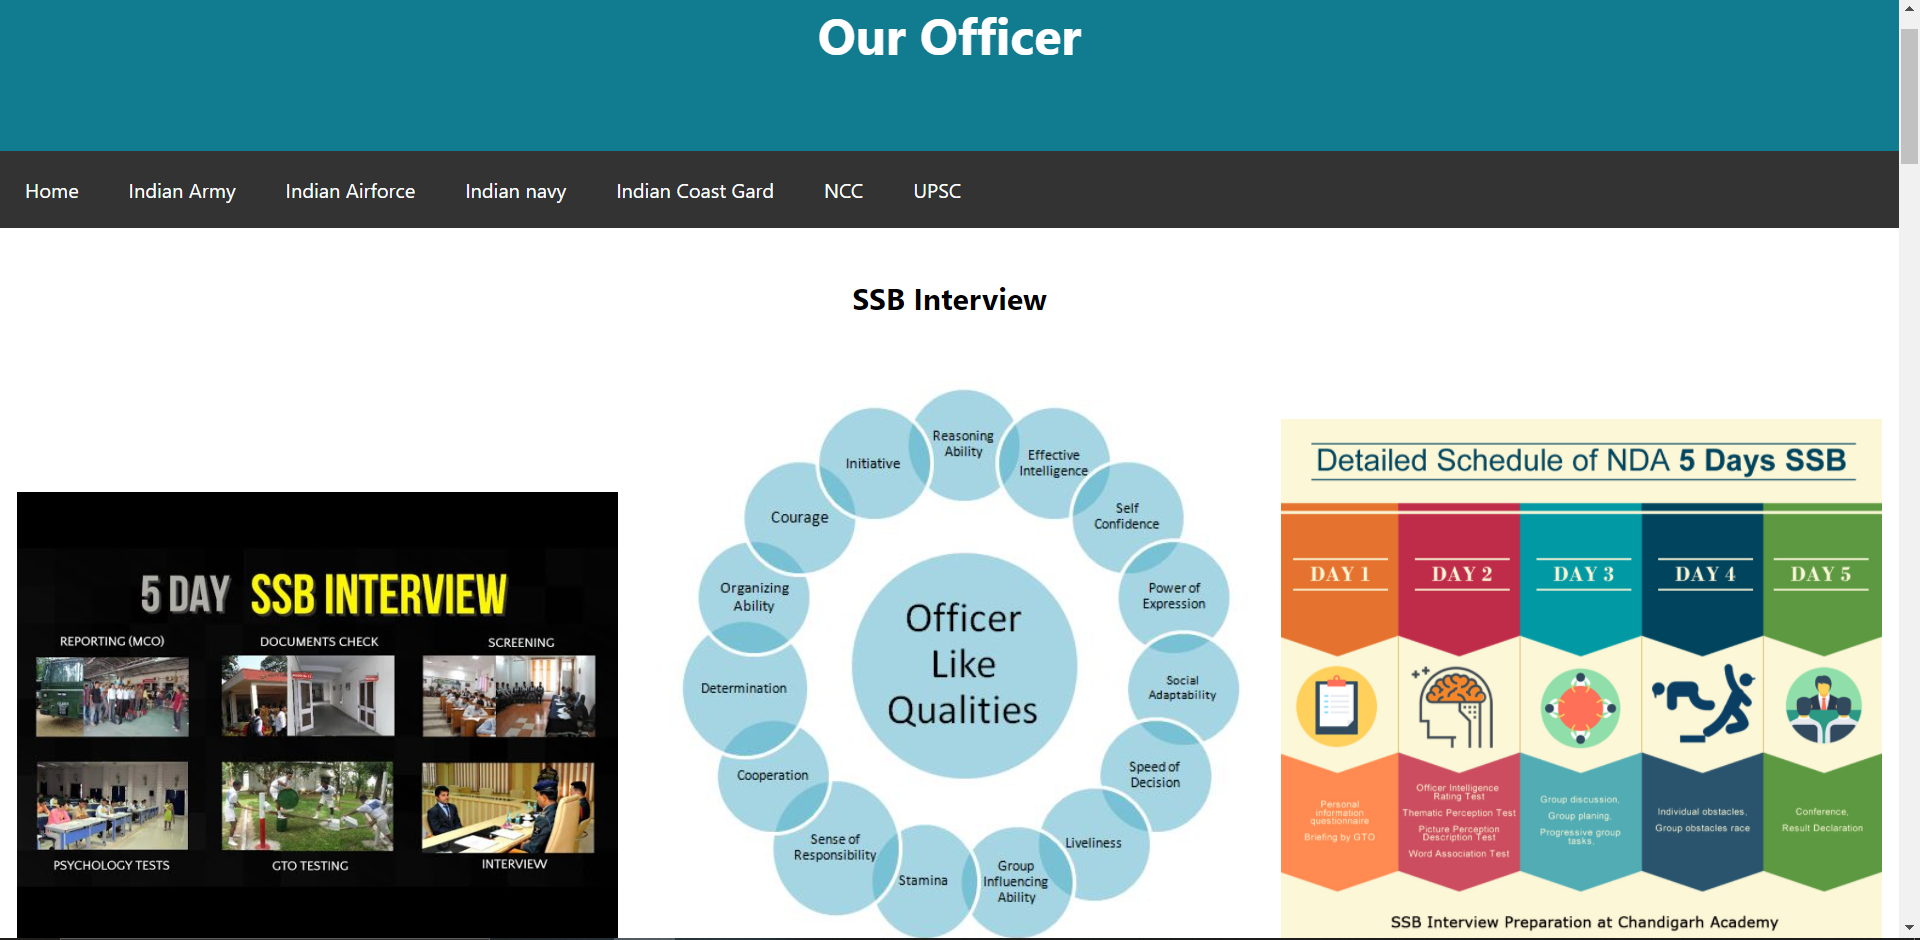 Our Officer
Home
Indian Army
Indian Airforce
Indian navy
Indian Coast Gard
NCC
UPSC
SSB Interview
5 DAY SSB INTERVIEW
REPORTING (MCO)
DOCUMENTS CHECK
SCREENING
PSYCHOLOGY TESTS
GTO TESTING
INTERVIEW
Officer
Like
Qualities
Reasoning
Ability
Effective
Intelligence
Self
Confidence
Power of
Expression
Social
Adaptability
Speed of
Decision
Liveliness
Group
Influencing
Ability
Stamina
Sense of
Responsibility
Cooperation
Determination
Organizing
Ability
Courage
Initiative
Detailed Schedule of NDA 5 Days SSB
DAY 1
DAY 2
DAY 3
DAY 4
DAY 5
Personal
information
questionnaire
Briefing by GTO
Officer Intelligence
Rating Test
Thematic Perception Test
Picture Perception
Description Test
Word Association Test
Group discussion,
Group planing,
Progressive group
tasks,
Individual obstacles,
Group obstacles race
Conference,
Result Declaration
SSB Interview Preparation at Chandigarh Academy